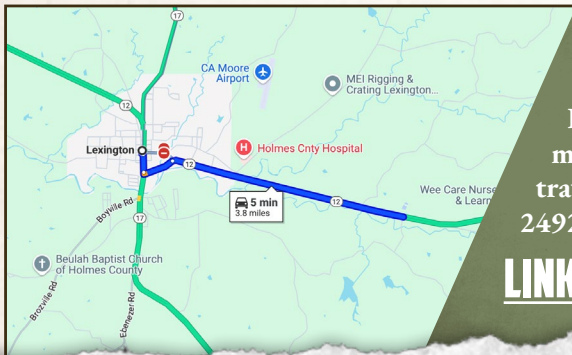 17
CA Moore
Airport
MEI Rigging &
Crating Lexington...
12
Lexington
12
H
Holmes Cnty Hospital
5 min
3.8 miles
12
Wee Care Nurse
& Learn
Boyville Rd
17
Beulah Baptist Church
of Holmes County
Brozville Rd
Ebenezer Rd
m
tra
2492
LINK